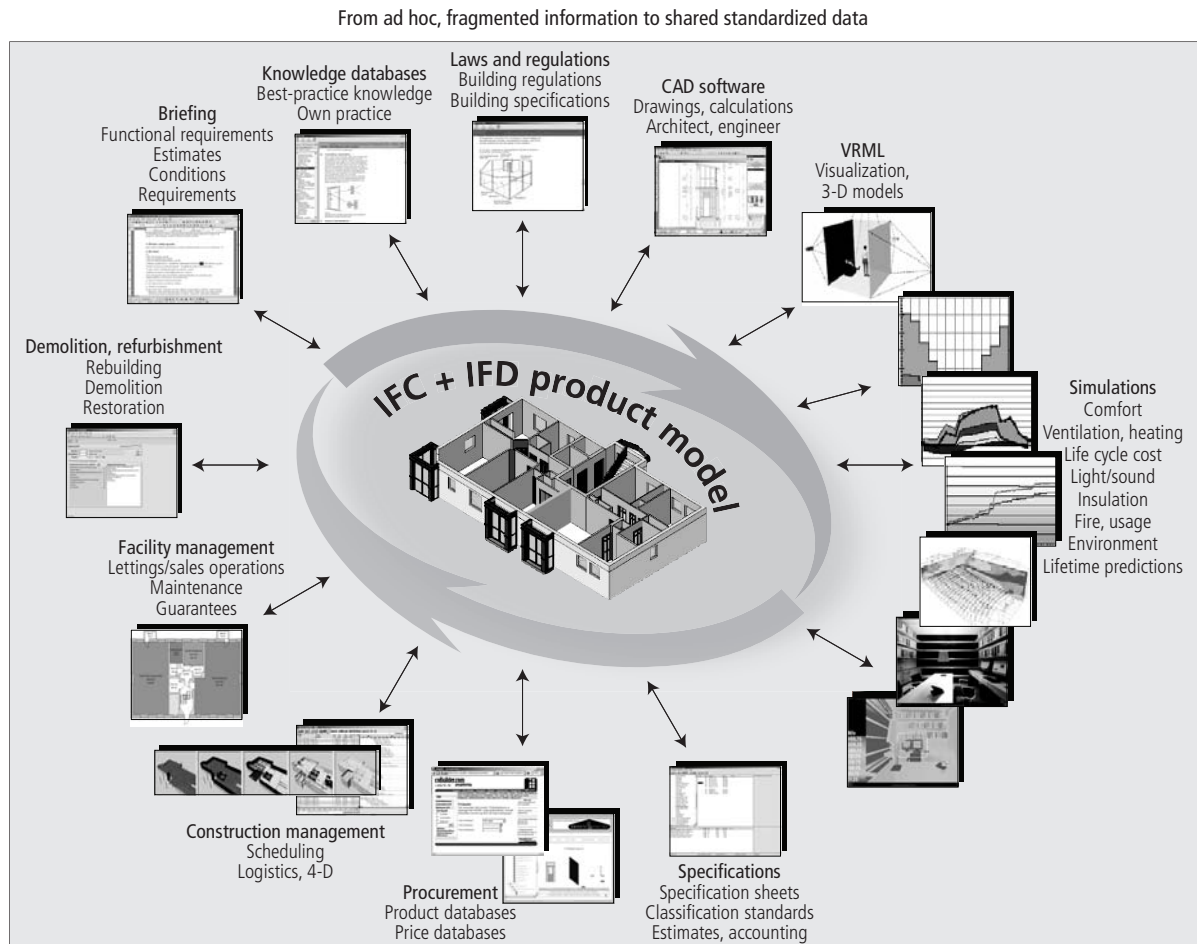 From ad hoc, fragmented information to shared standardized data
Knowledge databases
Best-practice knowledge
Own practice
Laws and regulations
Building regulations
Building specifications
CAD software
Drawings, calculations
Architect, engineer
Briefing
Functional requirements
Estimates
Conditions
Requirements
VRML
Visualization,
3-D models
Demolition, refurbishment
Rebuilding
Demolition
Restoration
IFC + IFD product model
Simulations
Comfort
Ventilation, heating
Life cycle cost
Light/sound
Insulation
Fire, usage
Environment
Lifetime predictions
Facility management
Lettings/sales operations
Maintenance
Guarantees
Construction management
Scheduling
Logistics, 4-D
Procurement
Product databases
Price databases
Specifications
Specification sheets
Classification standards
Estimates, accounting